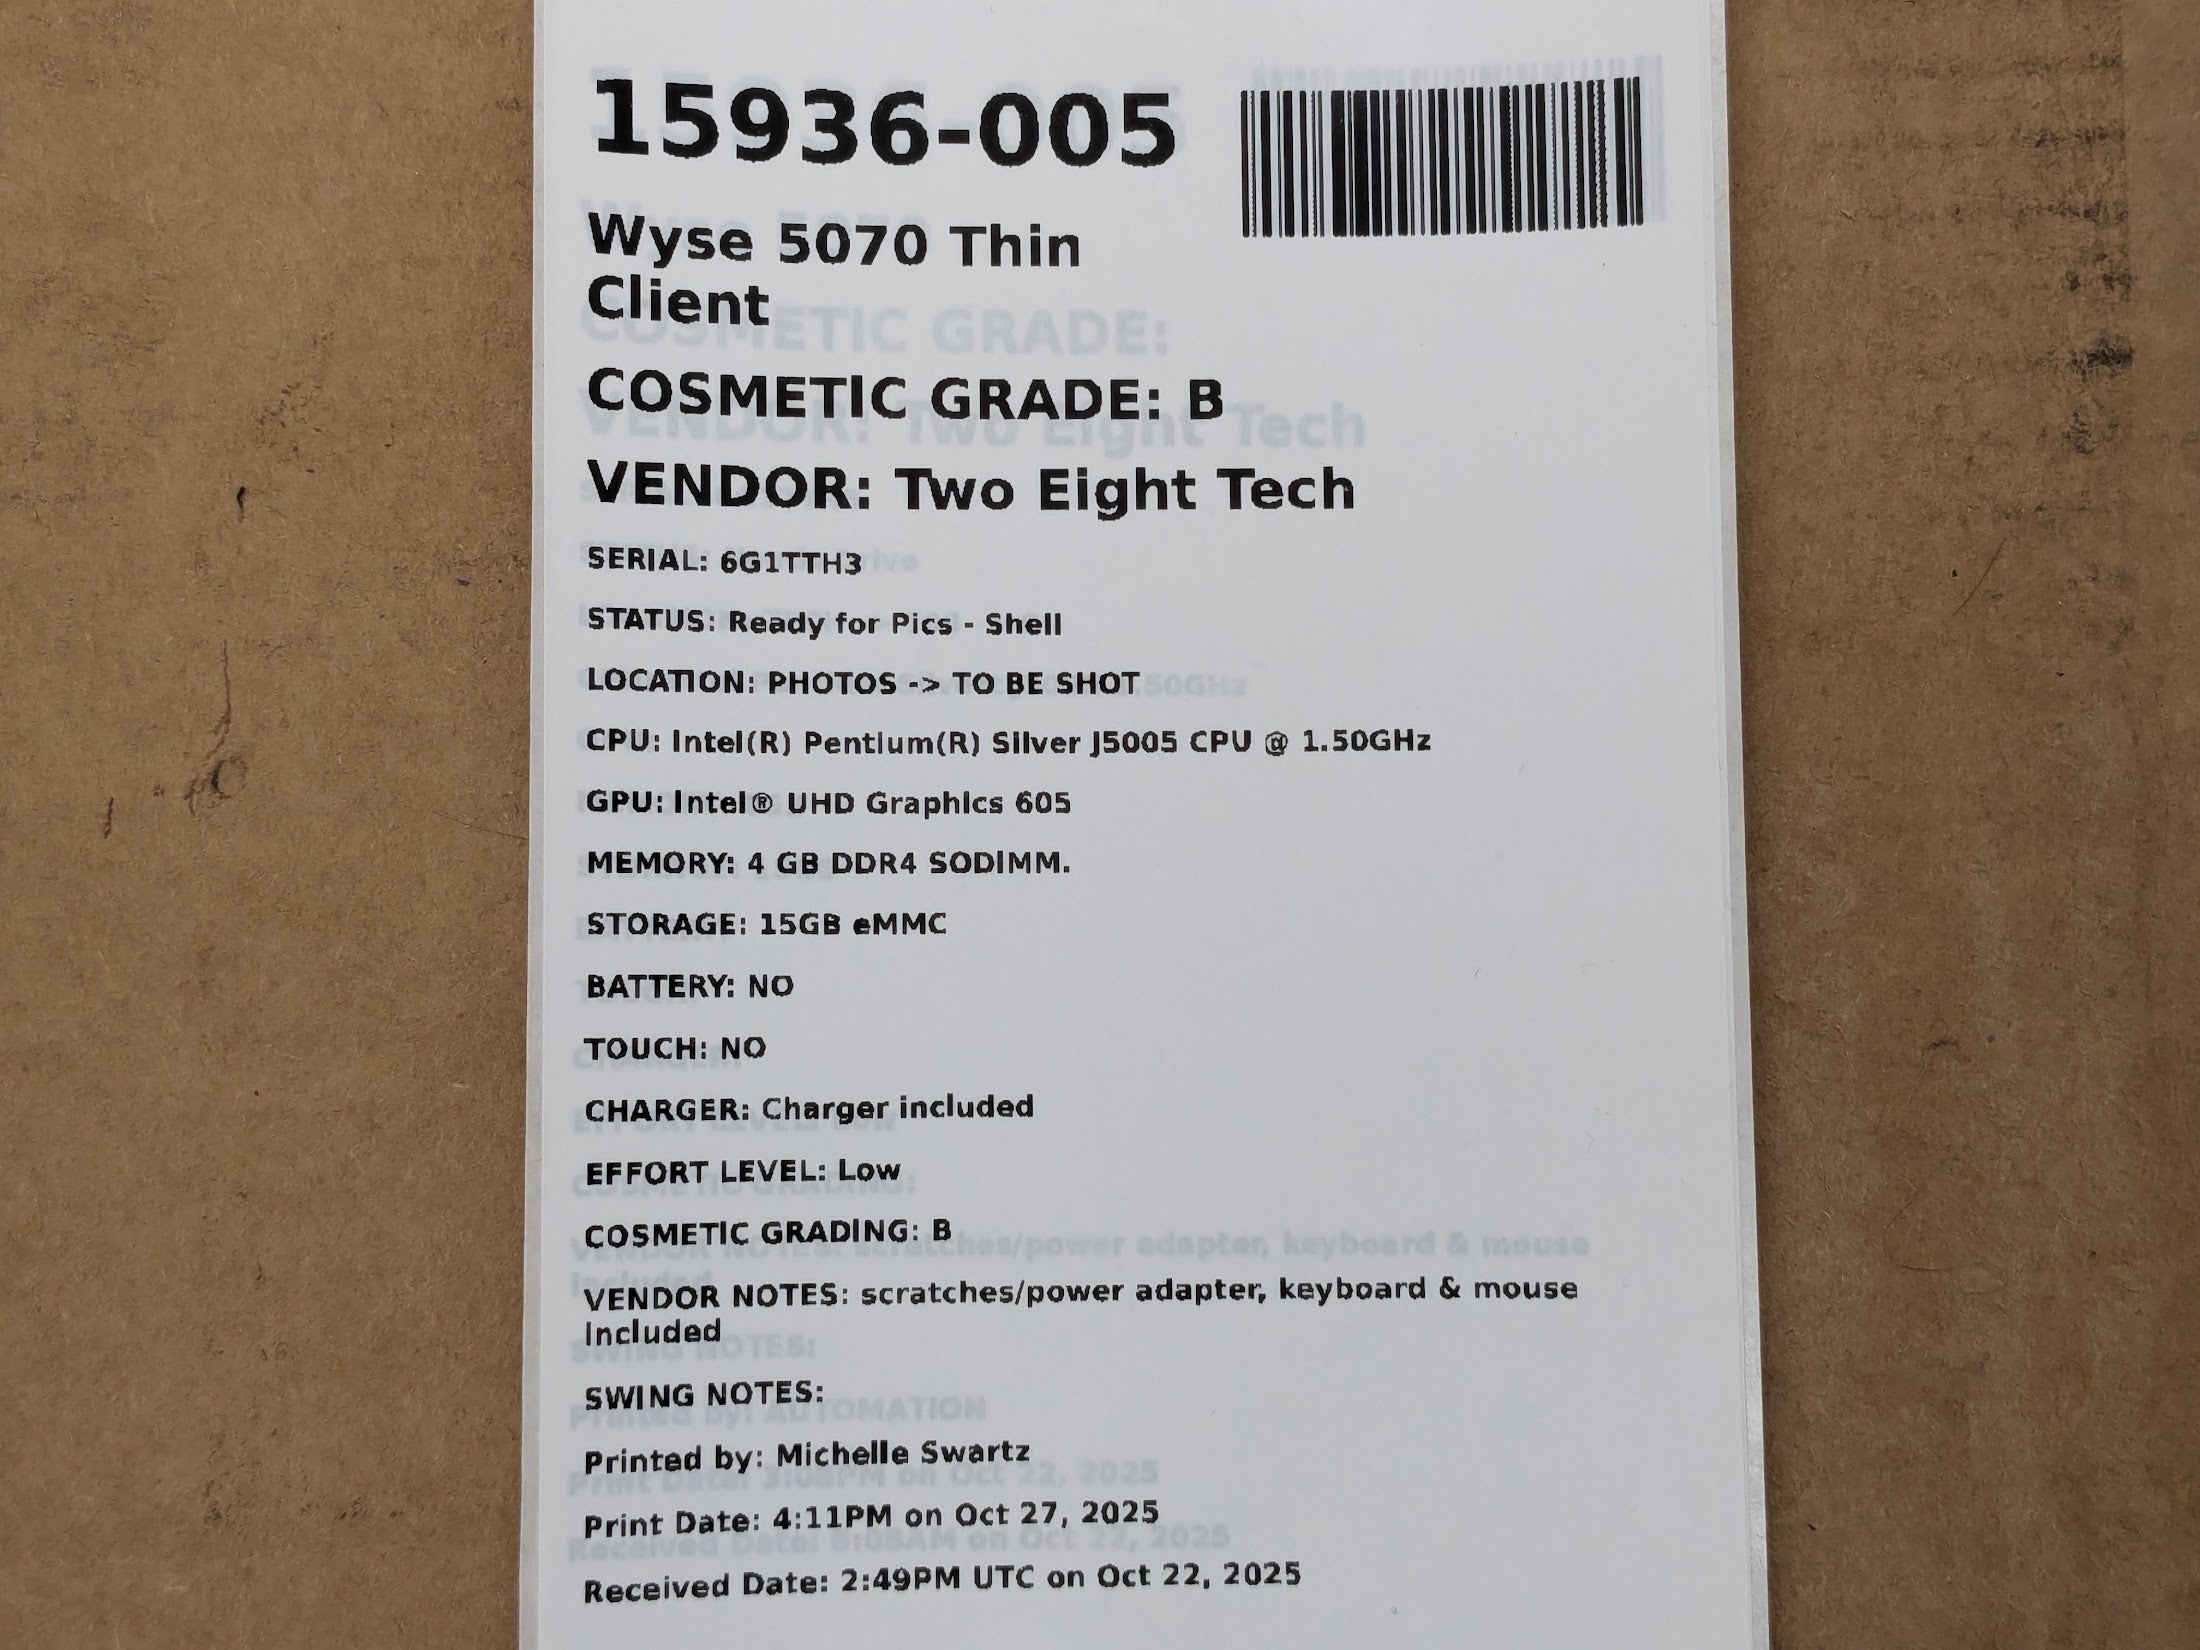 15936-005
Wyse 5070 Thin
Client
COSMETIC GRADE: B
VENDOR: Two Eight Tech
SERIAL: 6G1TTH3
STATUS: Ready for Pics - Shell
LOCATION: PHOTOS -> TO BE SHOT
CPU: Intel(R) Pentium(R) Silver J5005 CPU @ 1.50GHz
GPU: Intel® UHD Graphics 605
MEMORY: 4 GB DDR4 SODIMM.
STORAGE: 15GB eMMC
BATTERY: NO
TOUCH: NO
CHARGER: Charger included
EFFORT LEVEL: Low
COSMETIC GRADING: B
VENDOR NOTES: scratches/power adapter, keyboard & mouse
included
SWING NOTES:
Printed by: Michelle Swartz
Print Date: 4:11PM on Oct 27, 2025
Received Date: 2:49PM UTC on Oct 22, 2025